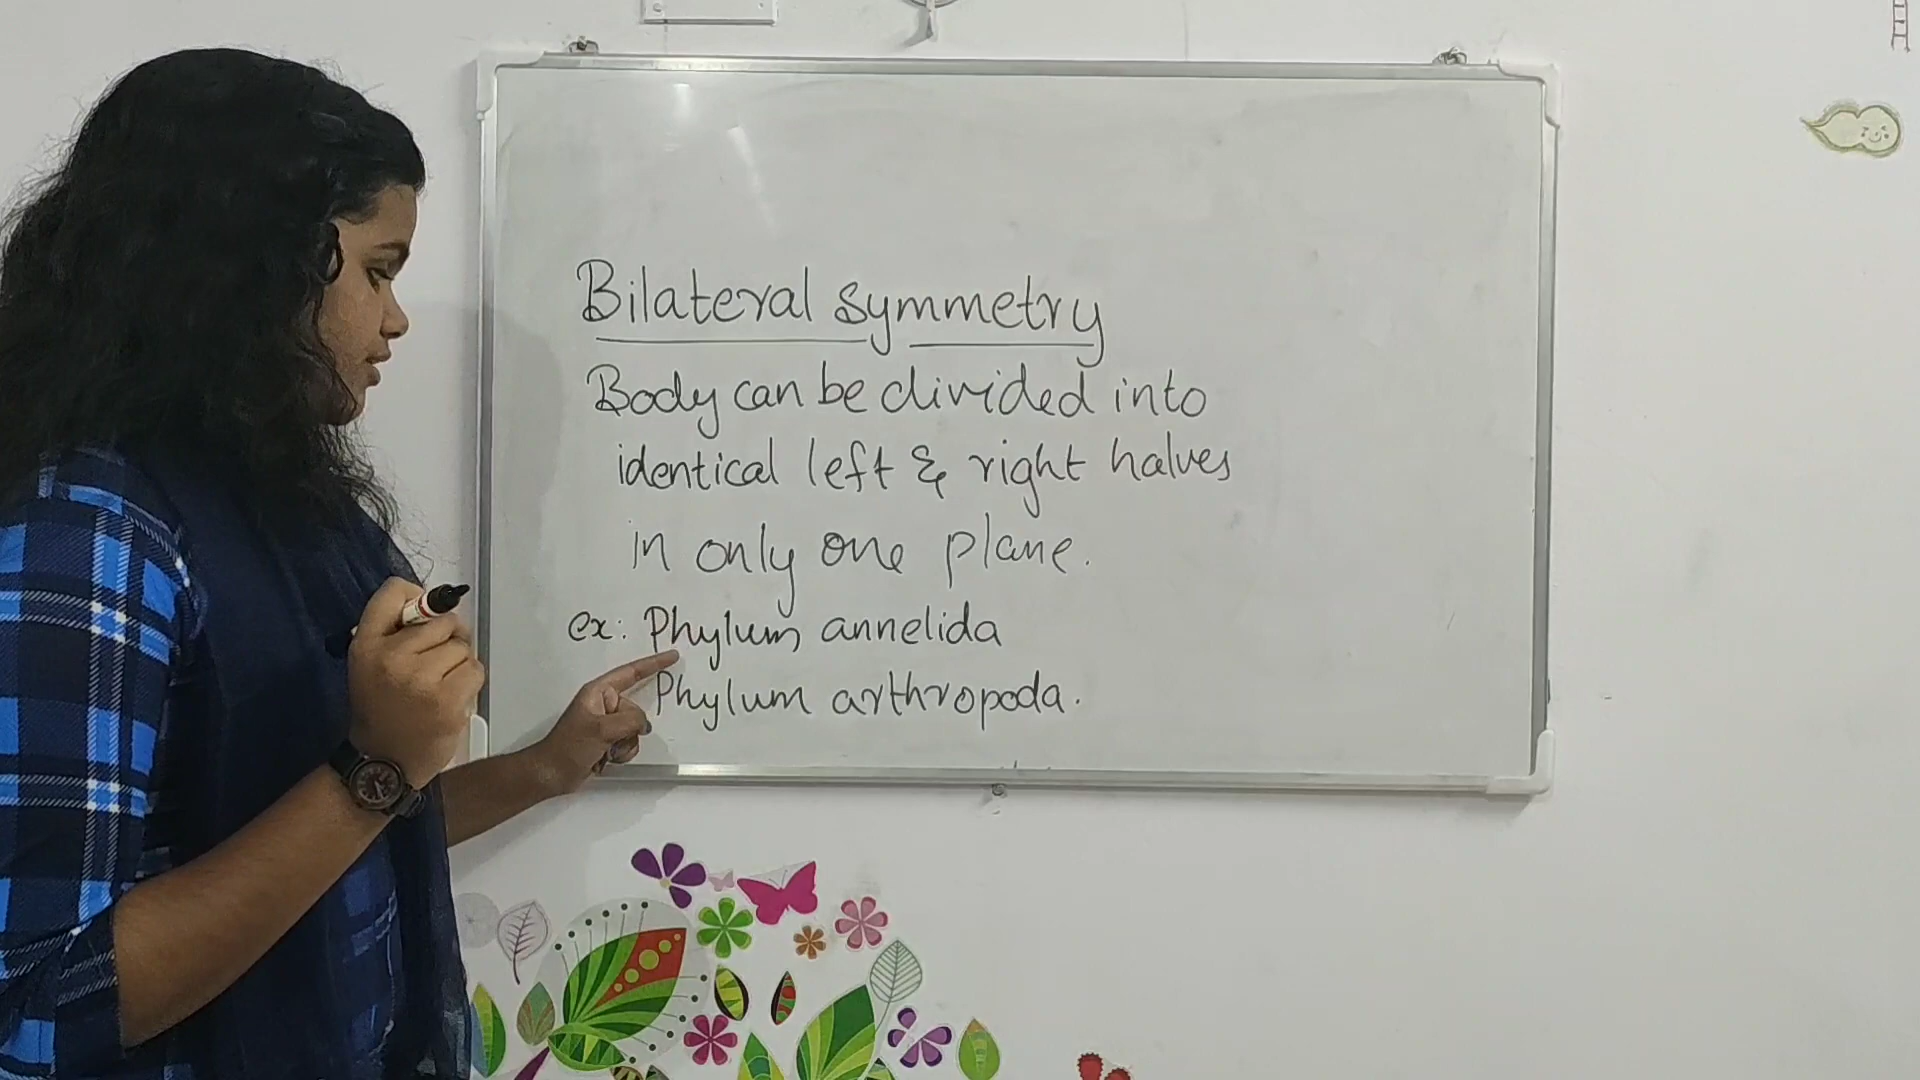 Bilateral symmetry
Body can be divided into
identical left & right halves
in only one plane.
ex: Phylum annelida
Phylum arthropoda.